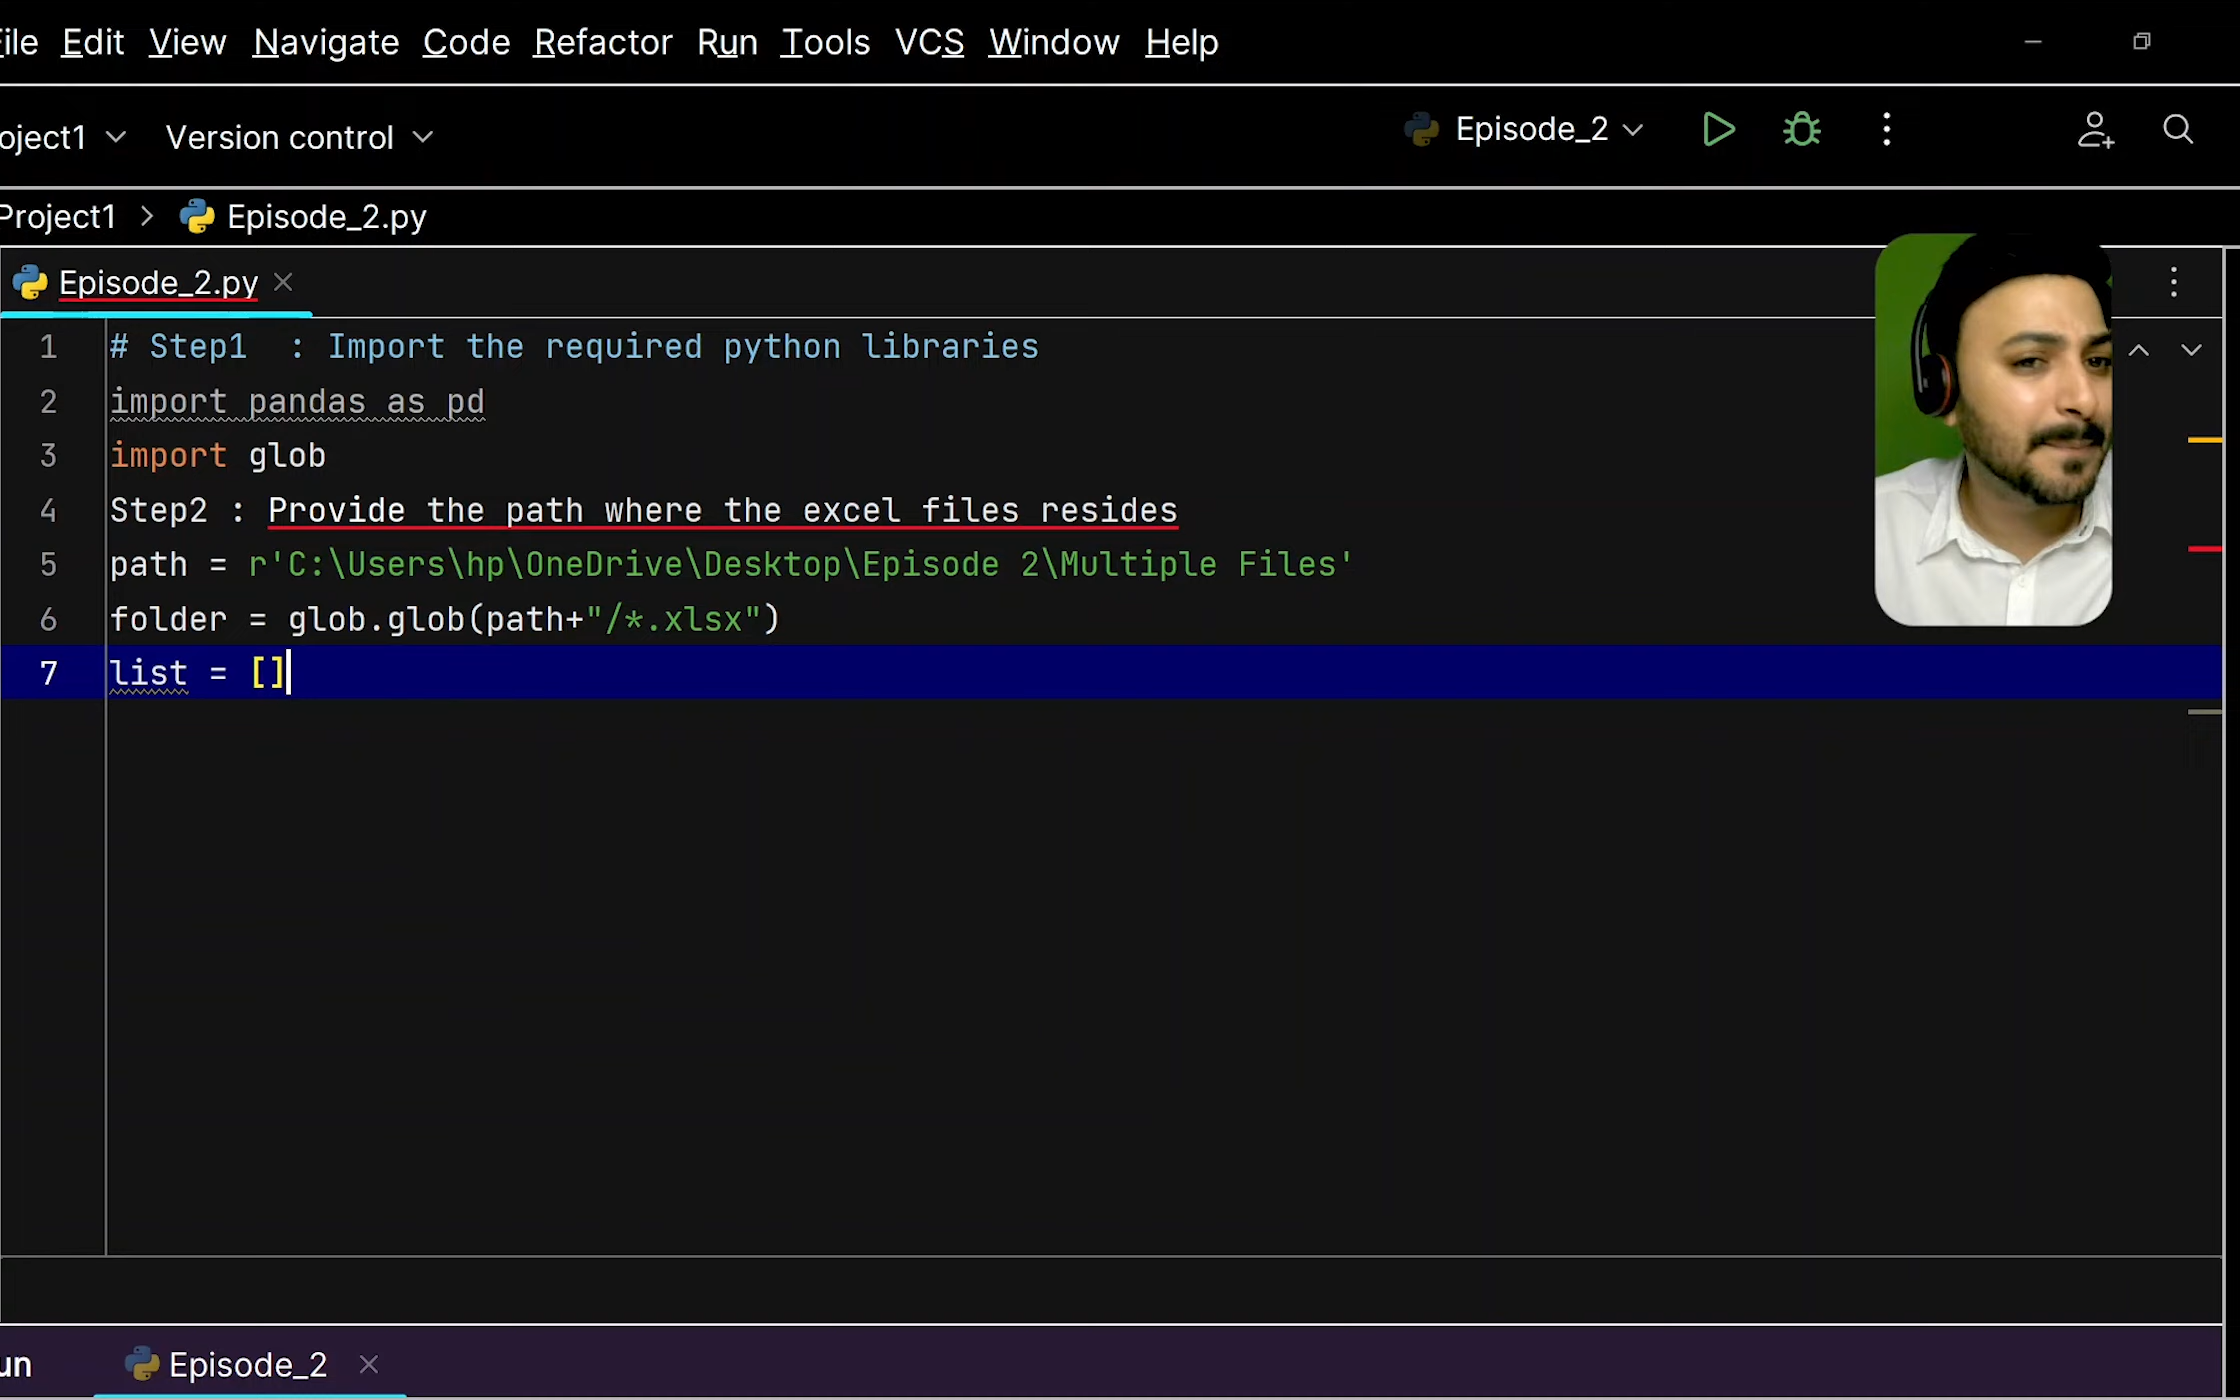 ile Edit View Navigate Code Refactor Run Tools VCS Window Help
oject1 Version control Episode_2
Project1 > Episode_2.py
Episode_2.py
1 # Step1  : Import the required python libraries
2 import pandas as pd
3 import glob
4 Step2 : Provide the path where the excel files resides
5 path = r'C:\Users\hp\OneDrive\Desktop\Episode 2\Multiple Files'
6 folder = glob.glob(path+"/*.xlsx")
7 list = []
un Episode_2